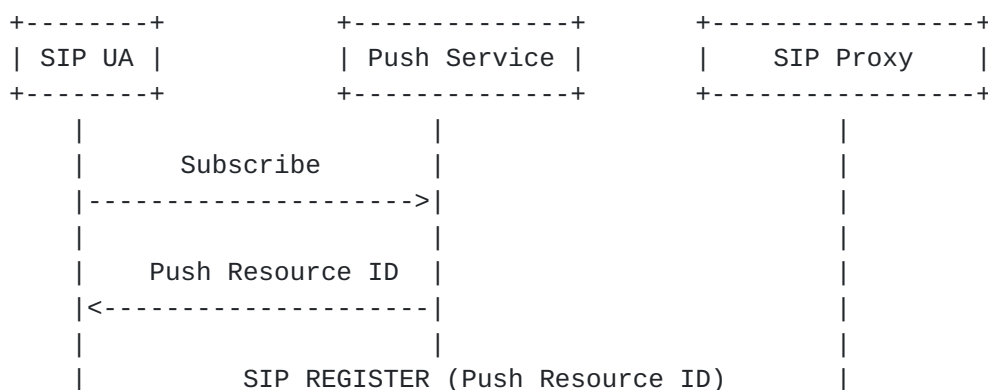 +--------+           +--------------+       +-----------------+
| SIP UA |           | Push Service |       |    SIP Proxy    |
+--------+           +--------------+       +-----------------+
    |                      |                         |
    |      Subscribe       |                         |
    |--------------------->|                         |
    |                      |                         |
    |    Push Resource ID  |                         |
    |<---------------------|                         |
    |                      |                         |
    |          SIP REGISTER (Push Resource ID)       |